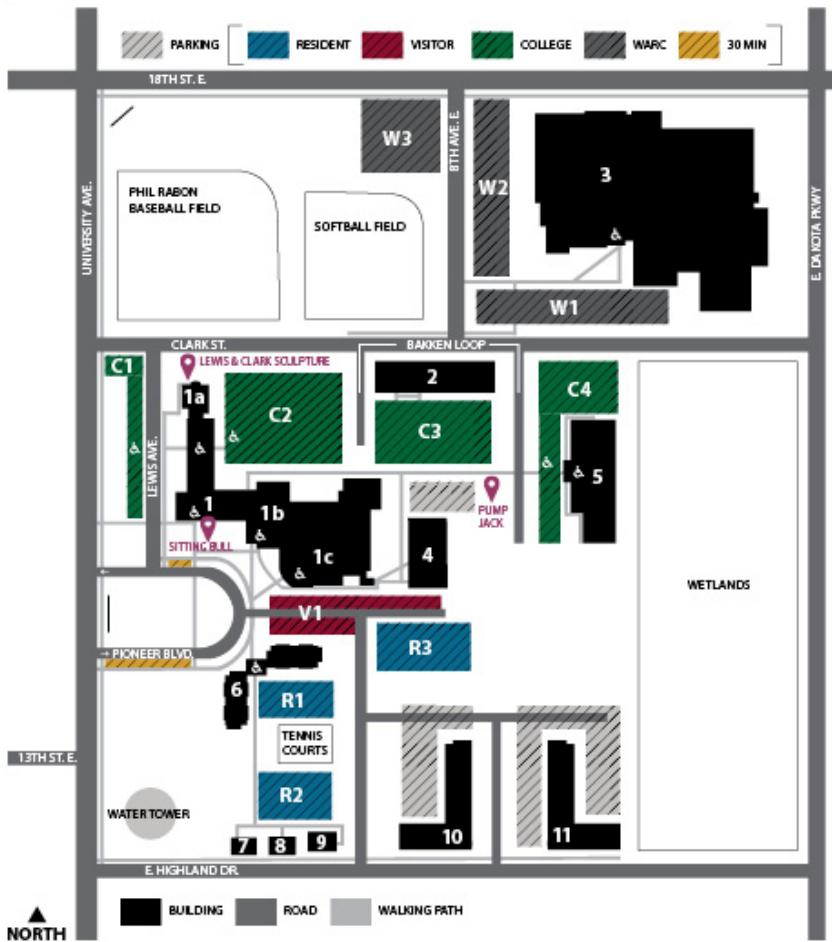 PARKING
RESIDENT
VISITOR
COLLEGE
WARC
30 MIN
18TH ST. E.
UNIVERSITY AVE.
8TH AVE. E.
E. DAKOTA PKWY
W3
W2
3
PHIL RABON
BASEBALL FIELD
SOFTBALL FIELD
W1
CLARK ST.
BAKKEN LOOP
C1
LEWIS & CLARK SCULPTURE
1a
C2
2
C3
C4
LEWIS AVE.
1
1b
5
PUMP
JACK
SITTING BULL
1c
4
WETLANDS
V1
← 
→ PIONEER BLVD.
R3
6
R1
TENNIS
COURTS
13TH ST. E.
R2
WATER TOWER
7
8
9
10
11
E. HIGHLAND DR.
NORTH
BUILDING
ROAD
WALKING PATH